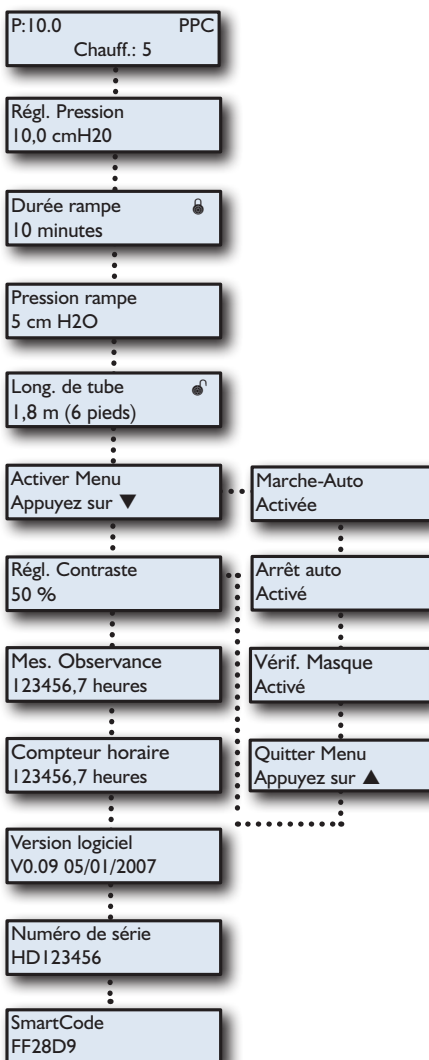 P:10.0 PPC
Chauff.: 5
Régl. Pression
10,0 cmH20
Durée rampe
10 minutes
Pression rampe
5 cm H2O
Long. de tube
1,8 m (6 pieds)
Activer Menu
Appuyez sur ▼
Marche-Auto
Activée
Régl. Contraste
50 %
Arrêt auto
Activé
Mes. Observance
123456,7 heures
Vérif. Masque
Activé
Compteur horaire
123456,7 heures
Quitter Menu
Appuyez sur ▲
Version logiciel
V0.09 05/01/2007
Numéro de série
HD123456
SmartCode
FF28D9